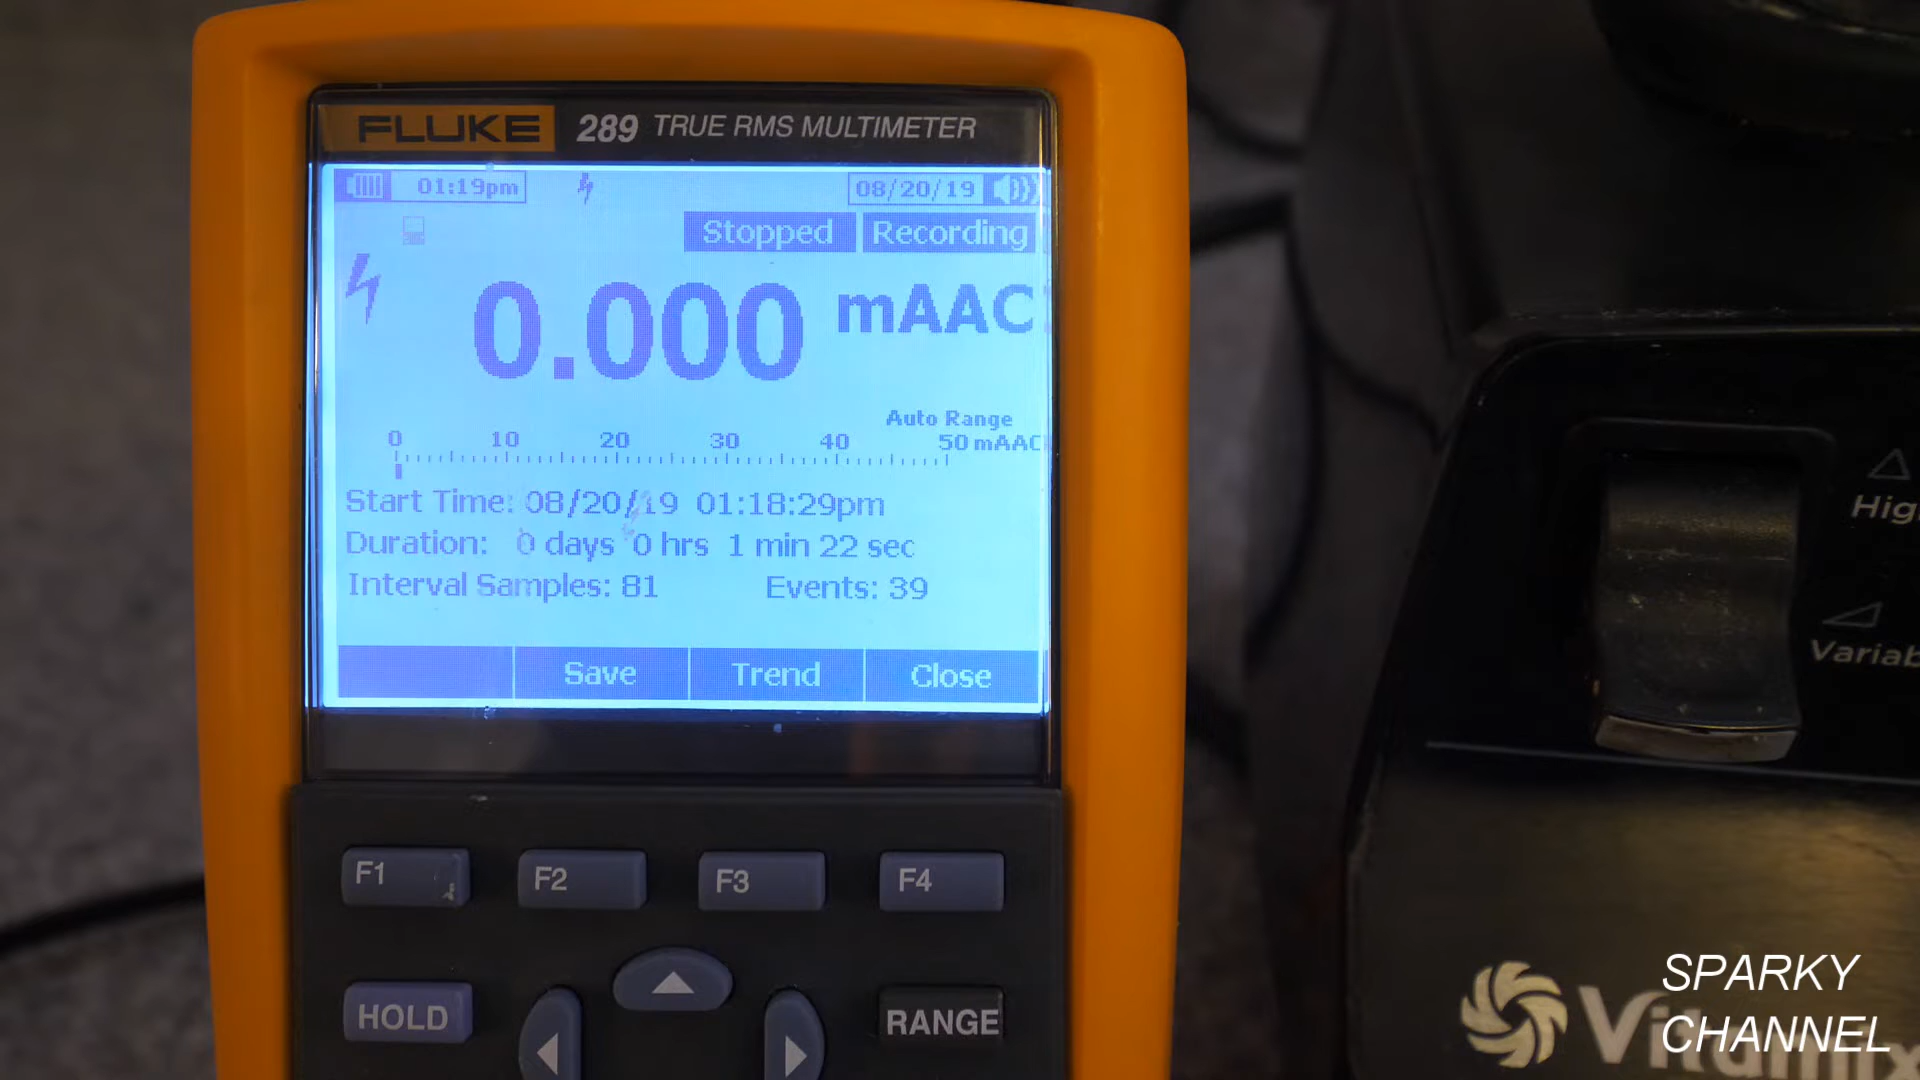 FLUKE 289 TRUE RMS MULTIMETER
01:19pm 08/20/19
Stopped Recording
0.000 mAAC
Auto Range
0 10 20 30 40 50 mAAC
Start Time: 08/20/19 01:18:29pm
Duration: 0 days 0 hrs 1 min 22 sec
Interval Samples: 81 Events: 39
Save Trend Close
F1 F2 F3 F4
HOLD RANGE
Hig
Variab
Vitamix
SPARKY
CHANNEL